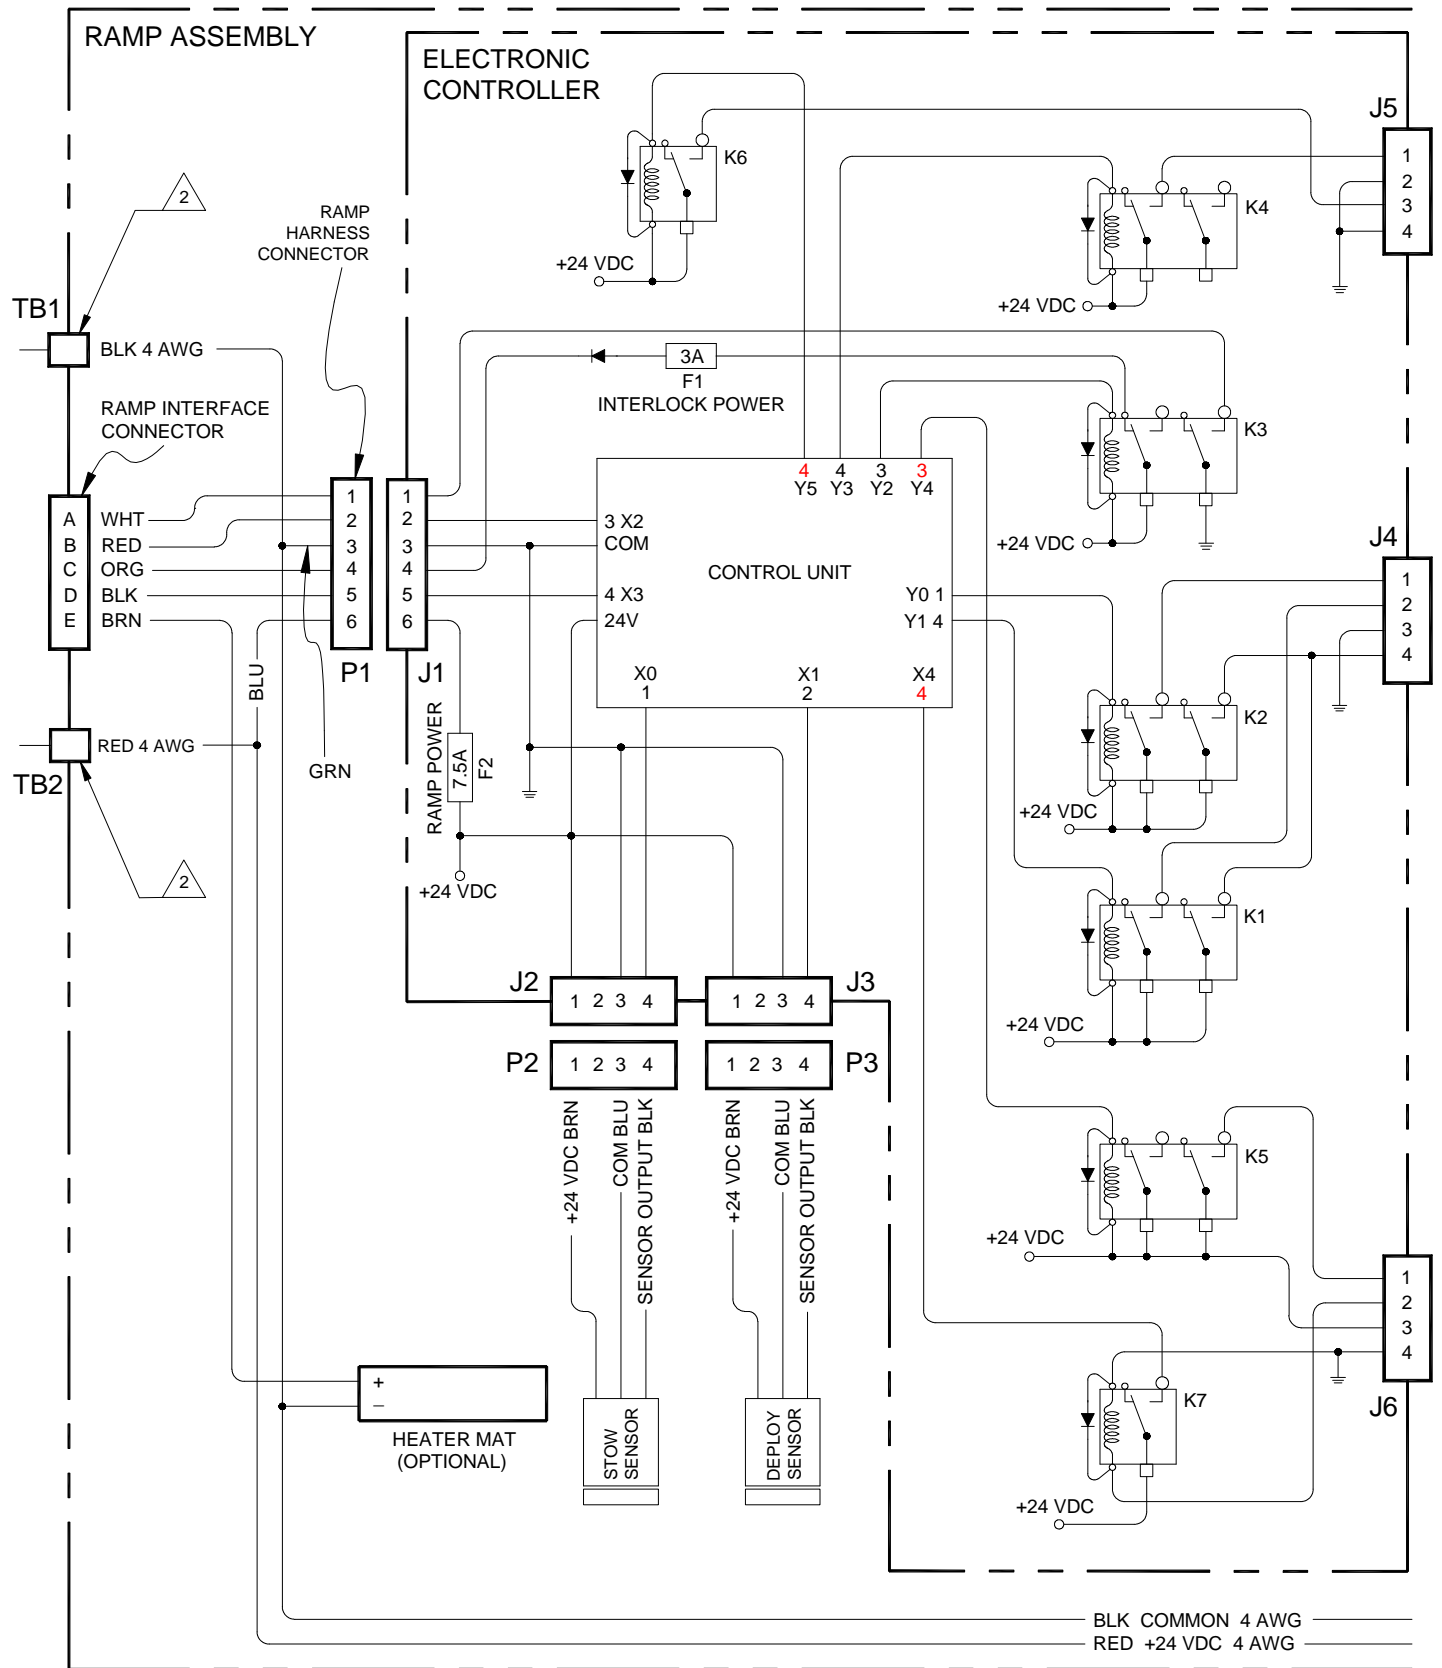 RAMP ASSEMBLY
ELECTRONIC
CONTROLLER
J5
1
2
3
4
K6
K4
+24 VDC
+24 VDC
2
RAMP
HARNESS
CONNECTOR
TB1
BLK 4 AWG
3A
F1
INTERLOCK POWER
RAMP INTERFACE
CONNECTOR
K3
+24 VDC
4 4 3 3
Y5 Y3 Y2 Y4
A WHT
B RED
C ORG
D BLK
E BRN
1
2
3
4
5
6
P1
1
2
3
4
5
6
J1
3 X2
COM
4 X3
24V
CONTROL UNIT
Y0 1
Y1 4
X0
1
X1
2
X4
4
J4
1
2
3
4
BLU
RED 4 AWG
TB2
GRN
RAMP POWER
7.5A
F2
+24 VDC
2
K2
+24 VDC
K1
+24 VDC
J2
1 2 3 4
1 2 3 4
J3
P2
1 2 3 4
1 2 3 4
P3
+24 VDC BRN
COM BLU
SENSOR OUTPUT BLK
+24 VDC BRN
COM BLU
SENSOR OUTPUT BLK
K5
+24 VDC
1
2
3
4
J6
K7
+24 VDC
+
–
HEATER MAT
(OPTIONAL)
STOW
SENSOR
DEPLOY
SENSOR
BLK COMMON 4 AWG
RED +24 VDC 4 AWG